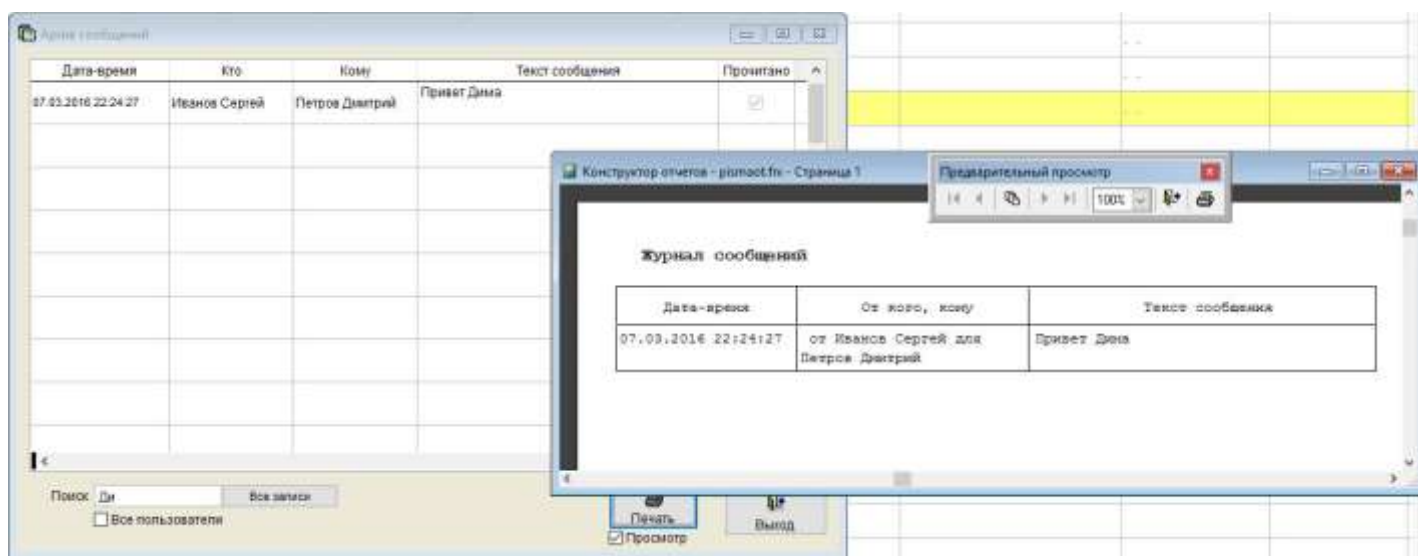 Архив сообщений
Дата-время Кто Кому Текст сообщения Прочитано
07.03.2016 22:24:27 Иванов Сергей Петров Дмитрий Привет Дима
Конструктор отчетов - pismaot.frx - Страница 1
Предварительный просмотр
100%
Журнал сообщений
Дата-время От кого, кому Текст сообщения
07.03.2016 22:24:27 от Иванов Сергей для Привет Дима
Петров Дмитрий
Поиск Ди Все записи
Все пользователи
Печать Выход
Просмотр